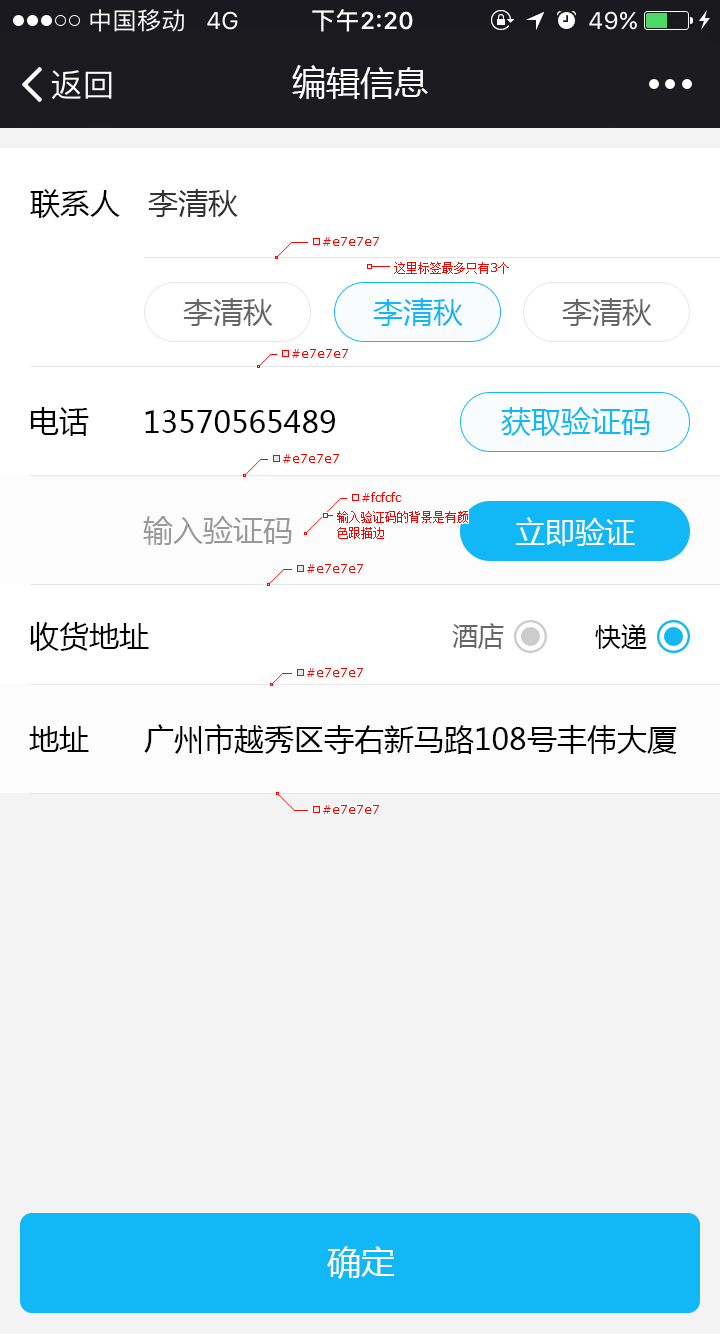 中国移动 4G 下午2:20 49%
返回 编辑信息
联系人 李清秋
#e7e7e7
这里标签最多只有3个
李清秋 李清秋 李清秋
#e7e7e7
电话 13570565489 获取验证码
#e7e7e7
#fcfcfc
输入验证码的背景是有颜
色跟描边
输入验证码 立即验证
#e7e7e7
收货地址 酒店 快递
#e7e7e7
地址 广州市越秀区寺右新马路108号丰伟大厦
#e7e7e7
确定